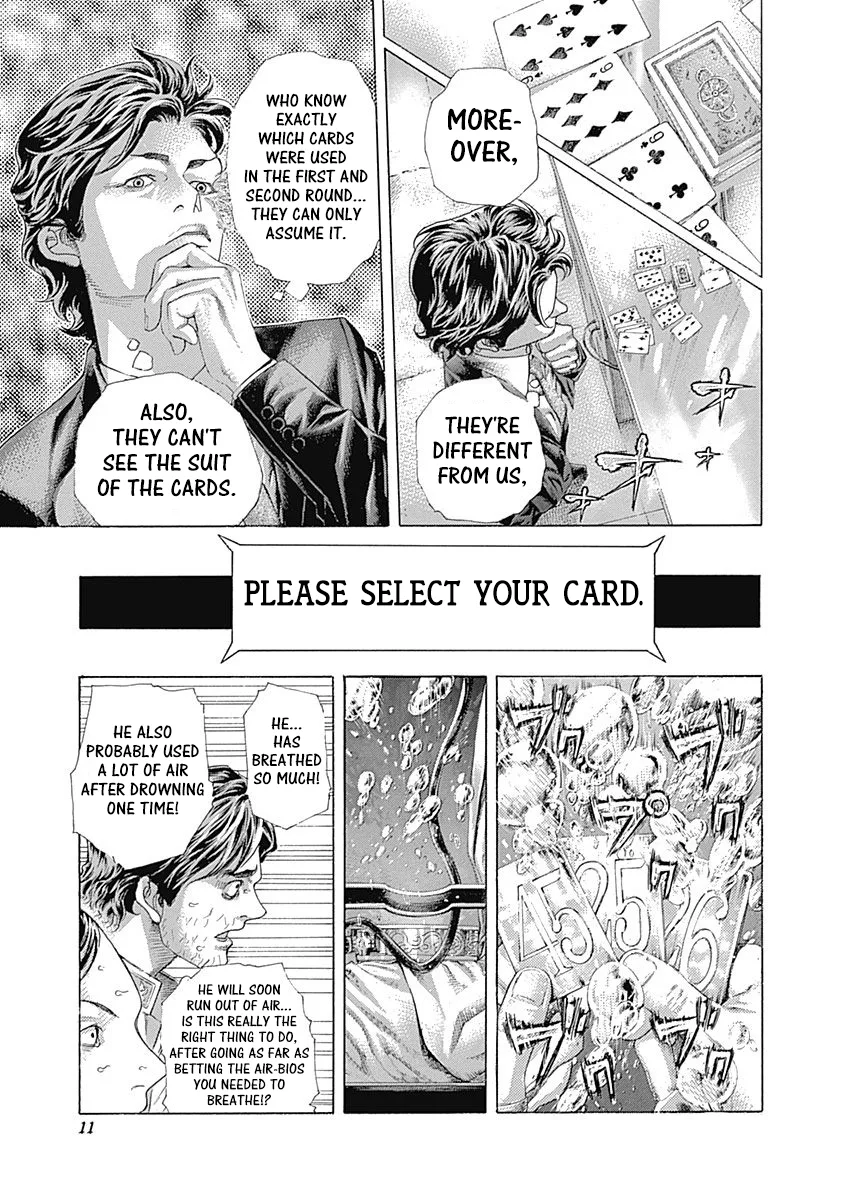 MORE-
OVER,
THEY'RE
DIFFERENT
FROM US,
WHO KNOW
EXACTLY
WHICH CARDS
WERE USED
IN THE FIRST AND
SECOND ROUND...
THEY CAN ONLY
ASSUME IT.
ALSO,
THEY CAN'T
SEE THE SUIT
OF THE CARDS.
PLEASE SELECT YOUR CARD.
HE...
HAS
BREATHED
SO MUCH!
HE ALSO
PROBABLY USED
A LOT OF AIR
AFTER DROWNING
ONE TIME!
HE WILL SOON
RUN OUT OF AIR...
IS THIS REALLY THE
RIGHT THING TO DO,
AFTER GOING AS FAR AS
BETTING THE AIR-BIOS
YOU NEEDED TO
BREATHE!?
11